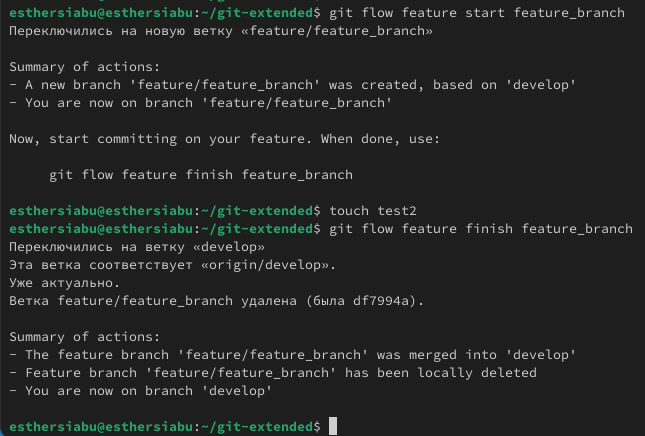 esthersiabu@esthersiabu:~/git-extended$ git flow feature start feature_branch
Переключились на новую ветку «feature/feature_branch»
Summary of actions:
- A new branch 'feature/feature_branch' was created, based on 'develop'
- You are now on branch 'feature/feature_branch'
Now, start committing on your feature. When done, use:
git flow feature finish feature_branch
esthersiabu@esthersiabu:~/git-extended$ touch test2
esthersiabu@esthersiabu:~/git-extended$ git flow feature finish feature_branch
Переключились на ветку «develop»
Эта ветка соответствует «origin/develop».
Уже актуально.
Ветка feature/feature_branch удалена (была df7994a).
Summary of actions:
- The feature branch 'feature/feature_branch' was merged into 'develop'
- Feature branch 'feature/feature_branch' has been locally deleted
- You are now on branch 'develop'
esthersiabu@esthersiabu:~/git-extended$